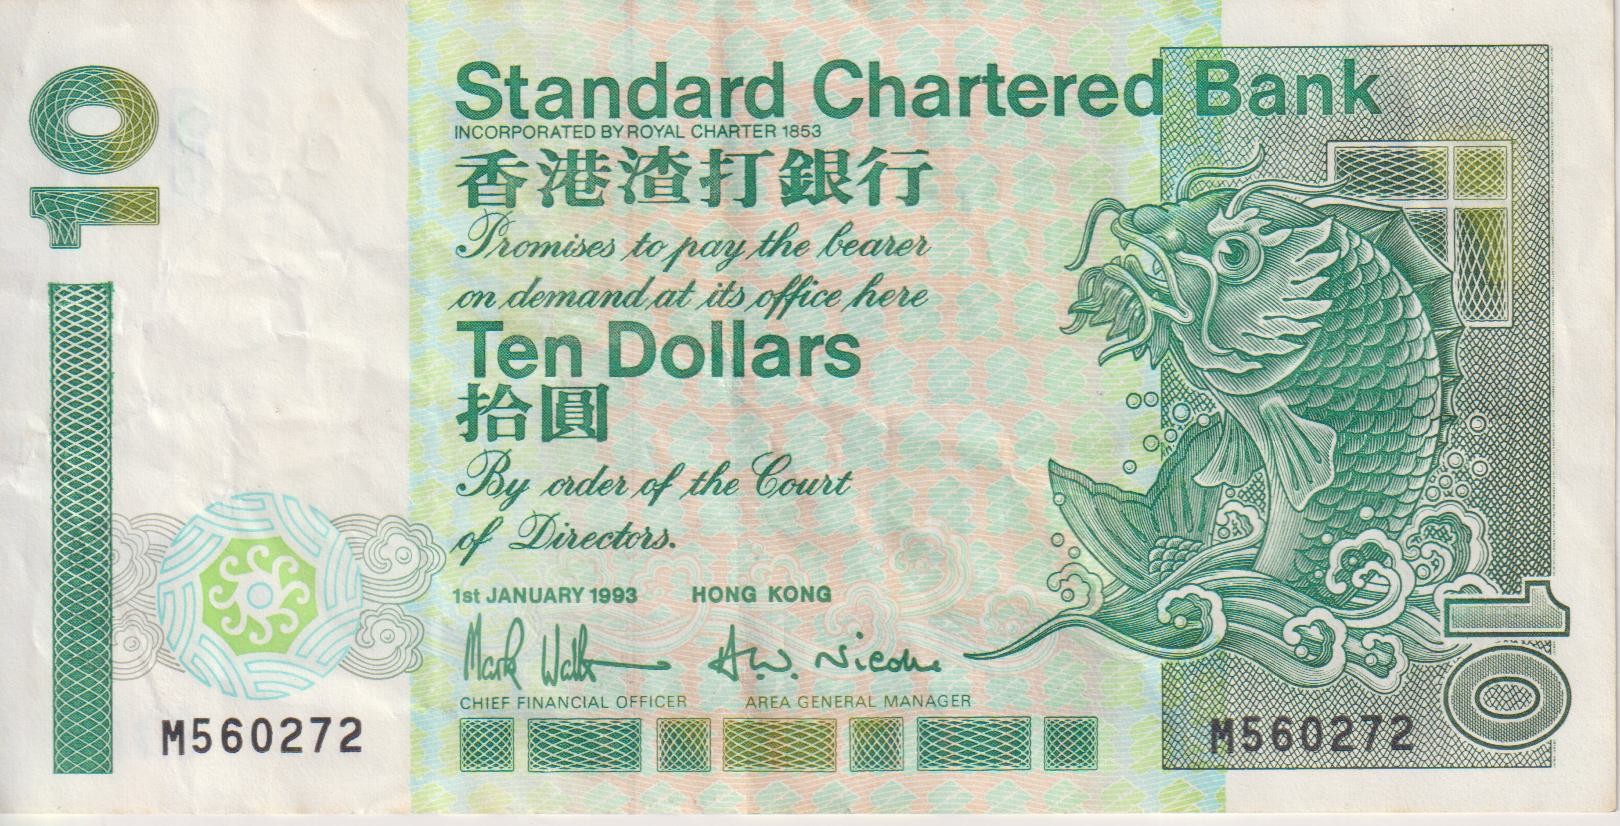 10
Standard Chartered Bank
INCORPORATED BY ROYAL CHARTER 1853
香港渣打銀行
Promises to pay the bearer
on demand at its office here
Ten Dollars
拾圓
By order of the Court
of Directors.
1st JANUARY 1993 HONG KONG
CHIEF FINANCIAL OFFICER AREA GENERAL MANAGER
M560272
M560272
10